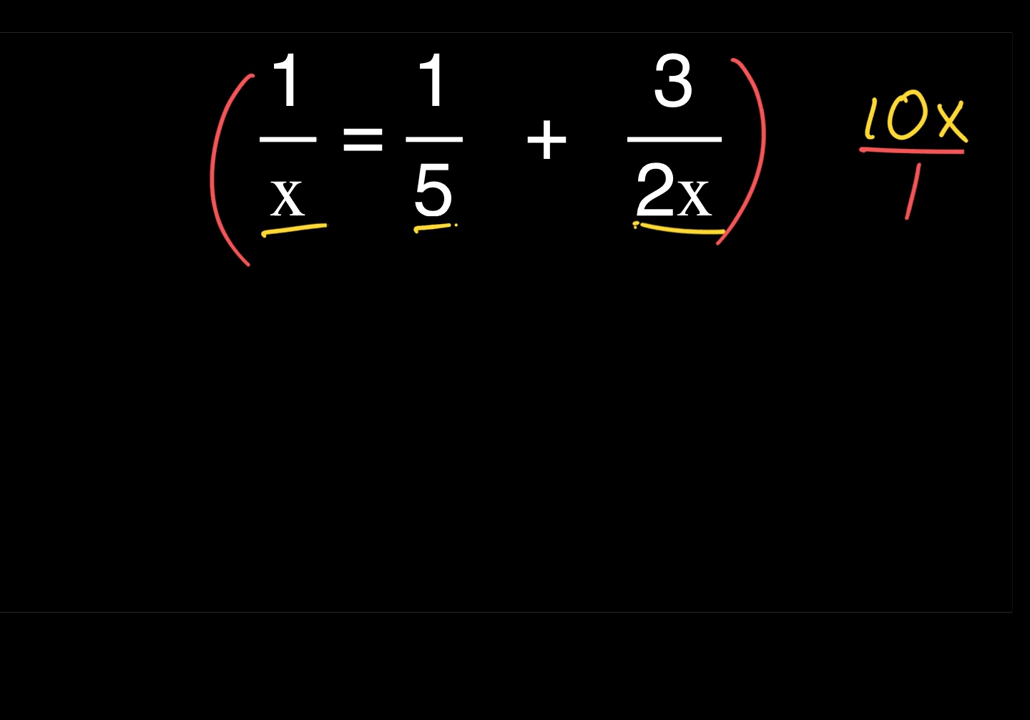 1/x = 1/5 + 3/2x 10x/1